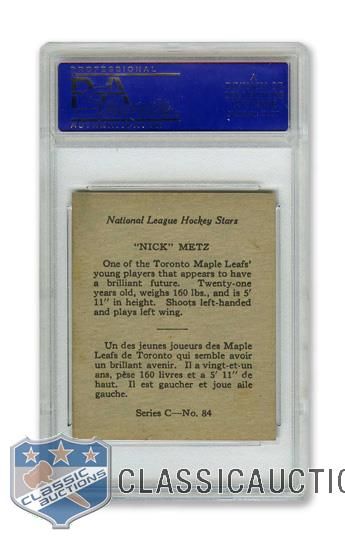 PROFESSIONAL
PSA
National League Hockey Stars
"NICK" METZ
One of the Toronto Maple Leafs'
young players that appears to have
a brilliant future. Twenty-one
years old, weighs 160 lbs., and is 5'
11" in height. Shoots left-handed
and plays left wing.
Un des jeunes joueurs des Maple
Leafs de Toronto qui semble avoir
un brillant avenir. Il a vingt-et-un
ans, pèse 160 livres et a 5' 11" de
haut. Il est gaucher et joue aile
gauche.
Series C—No. 84
CLASSIC
AUCTIONS
CLASSICAUCTIO